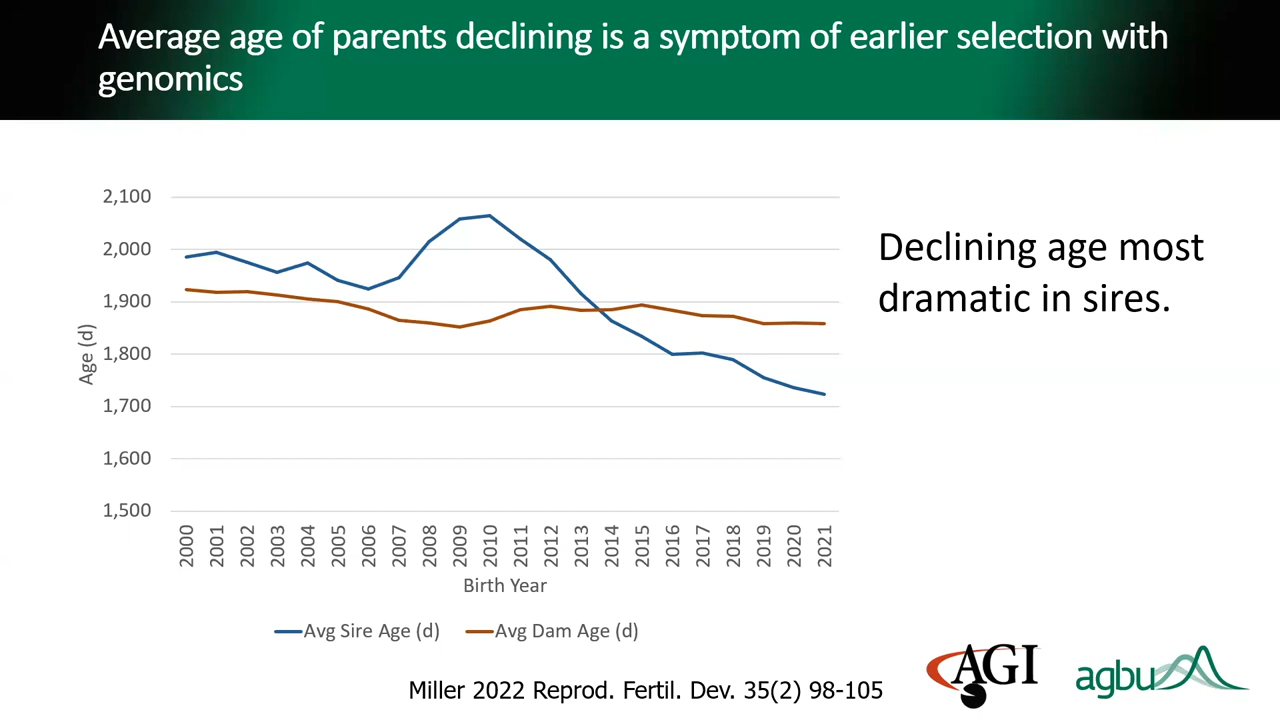 Average age of parents declining is a symptom of earlier selection with
genomics
2,100
2,000
1,900
1,800
1,700
1,600
1,500
Age (d)
2000 2001 2002 2003 2004 2005 2006 2007 2008 2009 2010 2011 2012 2013 2014 2015 2016 2017 2018 2019 2020 2021
Birth Year
Avg Sire Age (d) Avg Dam Age (d)
Declining age most
dramatic in sires.
Miller 2022 Reprod. Fertil. Dev. 35(2) 98-105
AGI
agbu